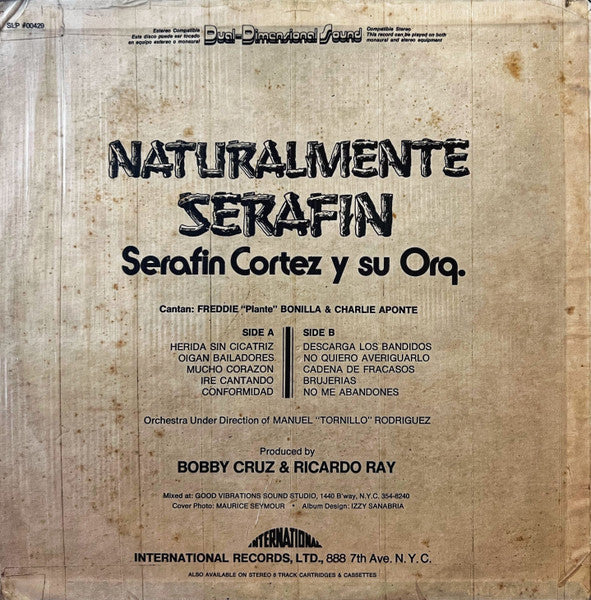 SLP #00429
Estereo Compatible
Este disco puede ser tocado
en equipo estereo o monoaural
Dual-Dimensional Sound
Compatible Stereo
This record can be played on both
monaural and stereo equipment
NATURALMENTE
SERAFIN
Serafin Cortez y su Orq.
Cantan: FREDDIE "Piante" BONILLA & CHARLIE APONTE
SIDE A
HERIDA SIN CICATRIZ
OIGAN BAILADORES
MUCHO CORAZON
IRE CANTANDO
CONFORMIDAD
SIDE B
DESCARGA LOS BANDIDOS
NO QUIERO AVERIGUARLO
CADENA DE FRACASOS
BRUJERIAS
NO ME ABANDONES
Orchestra Under Direction of MANUEL "TORNILLO" RODRIGUEZ
Produced by
BOBBY CRUZ & RICARDO RAY
Mixed at: GOOD VIBRATIONS SOUND STUDIO, 1440 B'way, N.Y.C. 354-6240
Cover Photo: MAURICE SEYMOUR • Album Design: IZZY SANABRIA
INTERNATIONAL
INTERNATIONAL RECORDS, LTD., 888 7th Ave. N.Y.C.
ALSO AVAILABLE ON STEREO 8 TRACK CARTRIDGES & CASSETTES